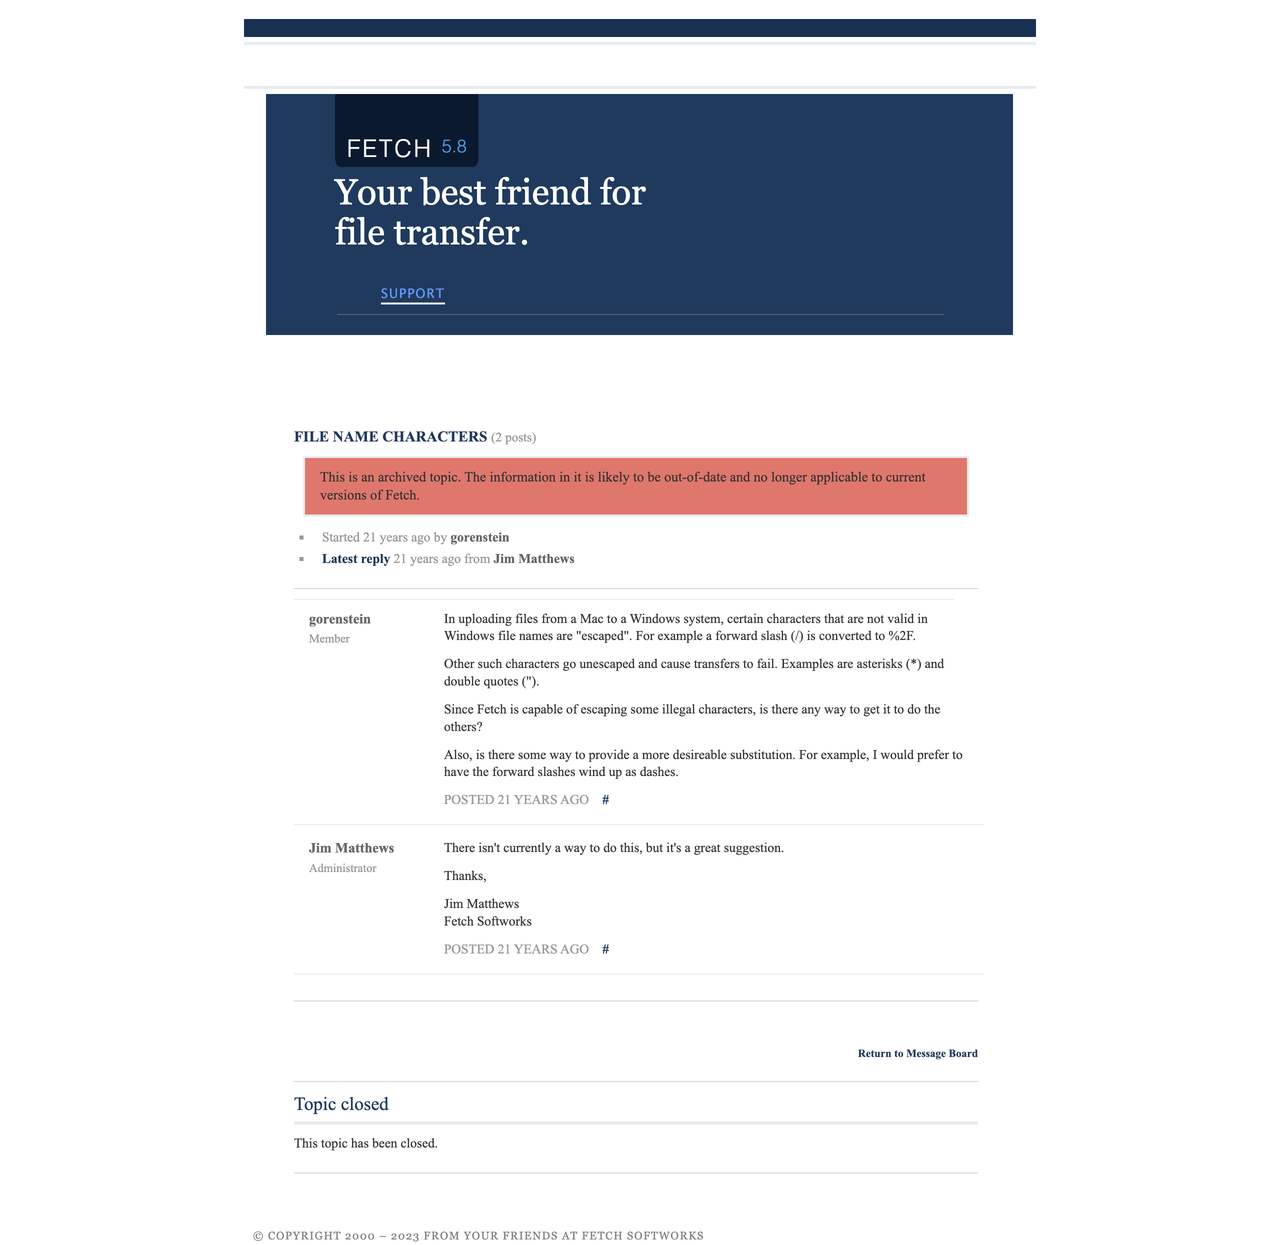 FETCH 5.8
Your best friend for
file transfer.
SUPPORT
FILE NAME CHARACTERS (2 posts)
This is an archived topic. The information in it is likely to be out-of-date and no longer applicable to current
versions of Fetch.
Started 21 years ago by gorenstein
Latest reply 21 years ago from Jim Matthews
gorenstein
Member
In uploading files from a Mac to a Windows system, certain characters that are not valid in
Windows file names are "escaped". For example a forward slash (/) is converted to %2F.
Other such characters go unescaped and cause transfers to fail. Examples are asterisks (*) and
double quotes (").
Since Fetch is capable of escaping some illegal characters, is there any way to get it to do the
others?
Also, is there some way to provide a more desireable substitution. For example, I would prefer to
have the forward slashes wind up as dashes.
POSTED 21 YEARS AGO #
Jim Matthews
Administrator
There isn't currently a way to do this, but it's a great suggestion.
Thanks,
Jim Matthews
Fetch Softworks
POSTED 21 YEARS AGO #
Return to Message Board
Topic closed
This topic has been closed.
© COPYRIGHT 2000 – 2023 FROM YOUR FRIENDS AT FETCH SOFTWORKS